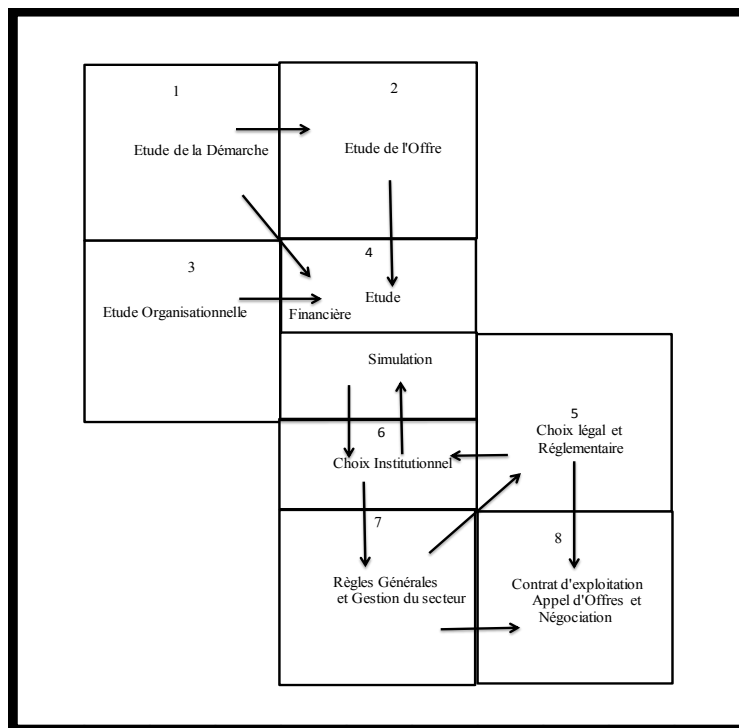 1
Etude de la Démarche
2
Etude de l'Offre
3
Etude Organisationnelle
4
Etude
Financière
Simulation
5
Choix légal et
Réglementaire
6
Choix Institutionnel
7
Règles Générales
et Gestion du secteur
8
Contrat d'exploitation
Appel d'Offres et
Négociation